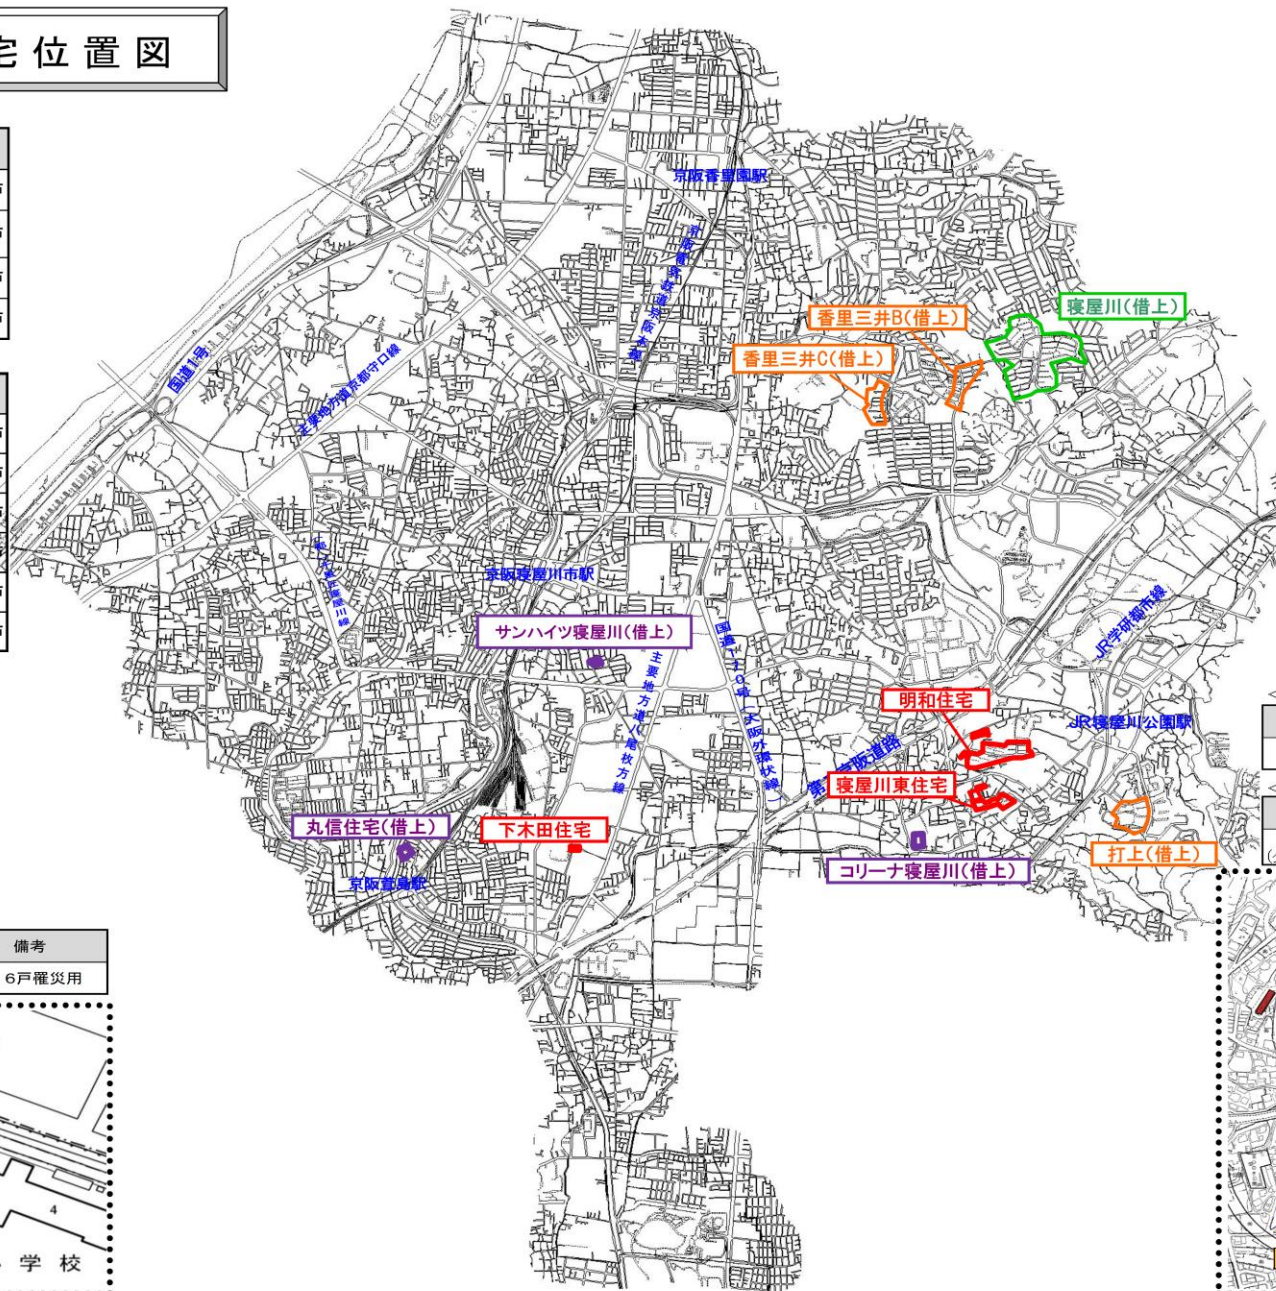 宅位置図
戸
戸
戸
戸
戸
戸
京阪香里園駅
京阪電気鉄道京阪本線
国道1号
主要地方道京都守口線
寝屋川(借上)
香里三井B(借上)
香里三井C(借上)
京阪寝屋川市駅
サンハイツ寝屋川(借上)
主要地方道八尾枚方線
国道170号(大阪外環状線)
JR学研都市線
明和住宅
JR寝屋川公園駅
寝屋川東住宅
丸信住宅(借上)
下木田住宅
打上(借上)
コリーナ寝屋川(借上)
京阪萱島駅
備考
6戸罹災用
4
学校